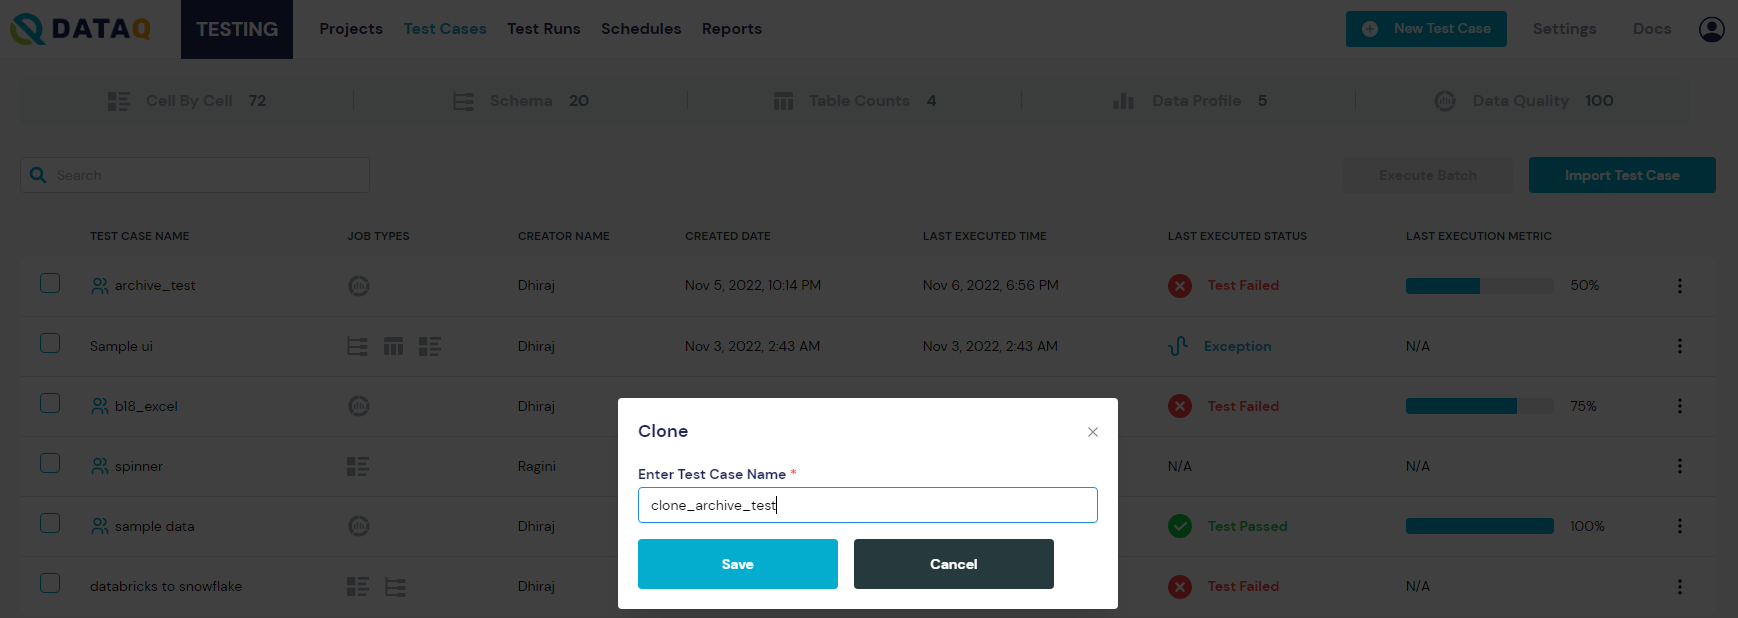 DATAQ TESTING Projects Test Cases Test Runs Schedules Reports New Test Case Settings Docs
Cell By Cell 72 Schema 20 Table Counts 4 Data Profile 5 Data Quality 100
Search Execute Batch Import Test Case
TEST CASE NAME JOB TYPES CREATOR NAME CREATED DATE LAST EXECUTED TIME LAST EXECUTED STATUS LAST EXECUTION METRIC
archive_test Dhiraj Nov 5, 2022, 10:14 PM Nov 6, 2022, 6:56 PM Test Failed 50%
Sample ui Dhiraj Nov 3, 2022, 2:43 AM Nov 3, 2022, 2:43 AM Exception N/A
b18_excel Dhiraj Test Failed 75%
spinner Ragini N/A N/A
sample data Dhiraj Test Passed 100%
databricks to snowflake Dhiraj Test Failed N/A
Clone
Enter Test Case Name *
clone_archive_test
Save Cancel